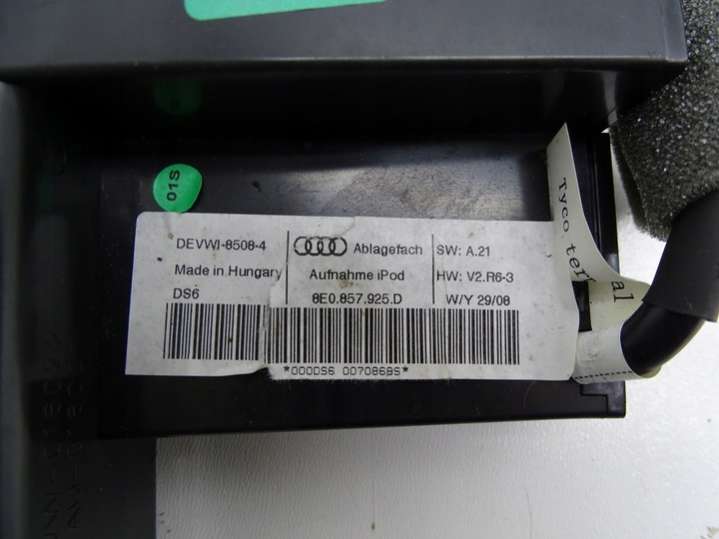 01S
DEVWI-8508-4
Made in Hungary
DS6
Ablagefach
Aufnahme iPod
8E0.857.925.D
SW: A.21
HW: V2.R6-3
W/Y 29/08
*000DS6 0070868S*
Tyco